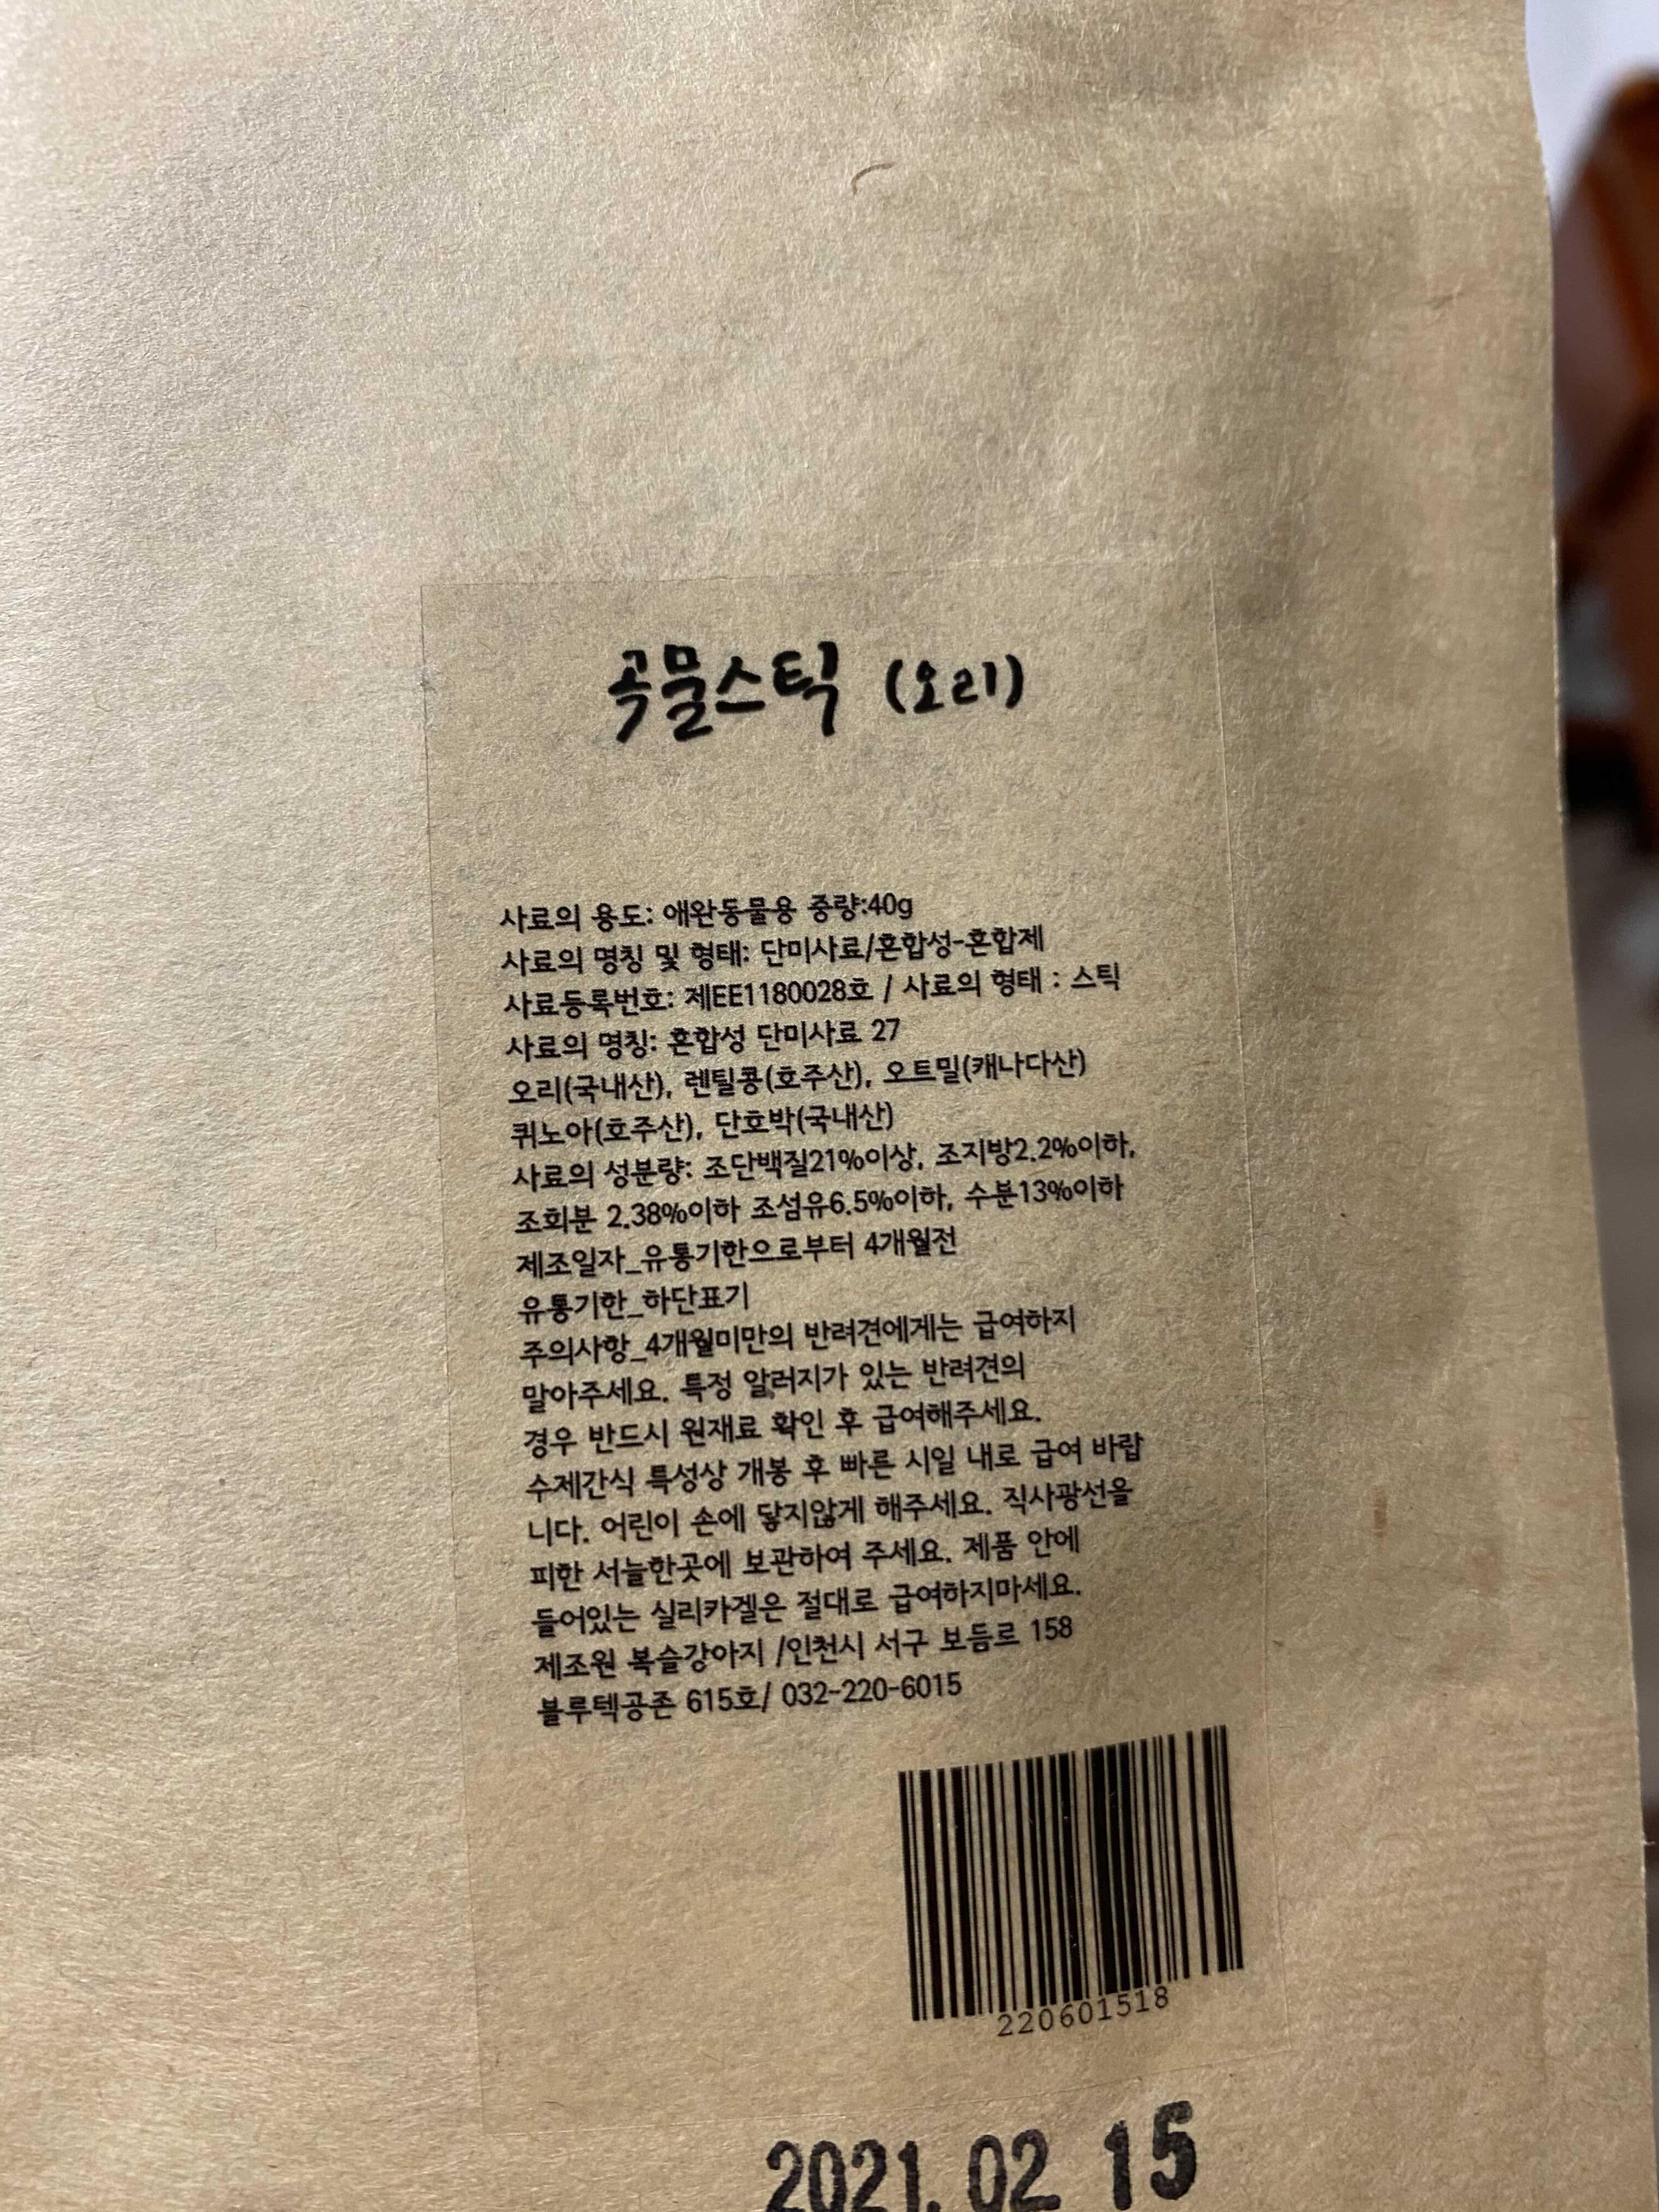 곡물스틱 (오리)
사료의 용도: 애완동물용 중량:40g
사료의 명칭 및 형태: 단미사료/혼합성-혼합제
사료등록번호: 제EE1180028호 / 사료의 형태 : 스틱
사료의 명칭: 혼합성 단미사료 27
오리(국내산), 렌틸콩(호주산), 오트밀(캐나다산)
퀴노아(호주산), 단호박(국내산)
사료의 성분량: 조단백질21%이상, 조지방2.2%이하,
조회분 2.38%이하 조섬유6.5%이하, 수분13%이하
제조일자_유통기한으로부터 4개월전
유통기한_하단표기
주의사항_4개월미만의 반려견에게는 급여하지
말아주세요. 특정 알러지가 있는 반려견의
경우 반드시 원재료 확인 후 급여해주세요.
수제간식 특성상 개봉 후 빠른 시일 내로 급여 바랍
니다. 어린이 손에 닿지않게 해주세요. 직사광선을
피한 서늘한곳에 보관하여 주세요. 제품 안에
들어있는 실리카겔은 절대로 급여하지마세요.
제조원 복슬강아지 /인천시 서구 보듬로 158
블루텍공존 615호/ 032-220-6015
220601518
2021.02 15